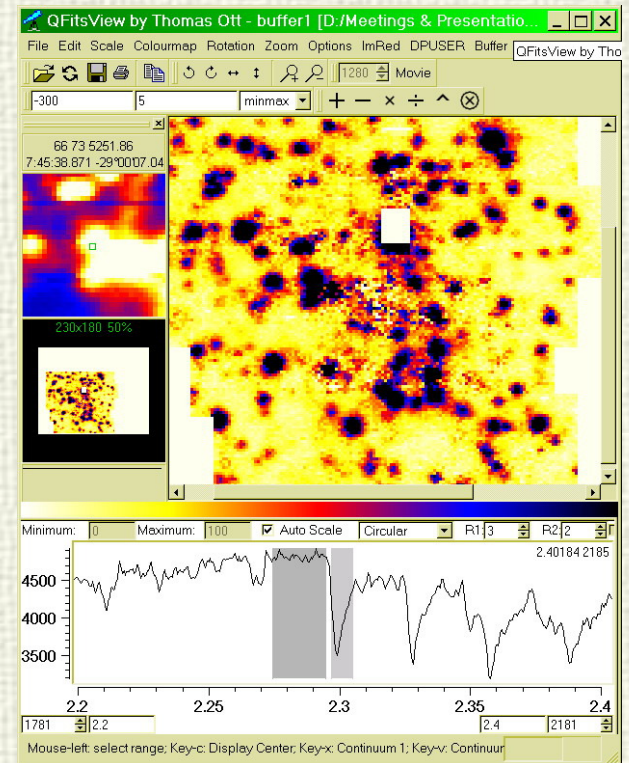 QFitsView by Thomas Ott - buffer1 [D:/Meetings & Presentatio...
File Edit Scale Colourmap Rotation Zoom Options ImRed DPUSER Buffer
QFitsView by Tho
1280 Movie
-300 5 minmax + − × ÷ ^ ⊗
66 73 5251.86
7:45:38.871 -29°00'07.04
230x180 50%
Minimum: 0 Maximum: 100 Auto Scale Circular R1: 3 R2: 2
2.40184 2185
4500
4000
3500
2.2 2.25 2.3 2.35 2.4
1781 2.2 2.4 2181
Mouse-left: select range; Key-c: Display Center; Key-x: Continuum 1; Key-v: Continuur